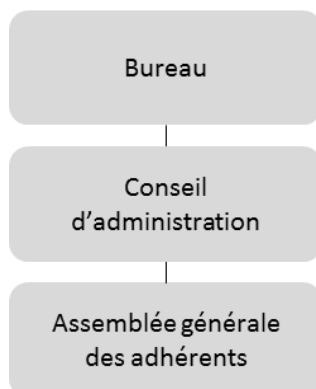 Bureau
Conseil
d’administration
Assemblée générale
des adhérents